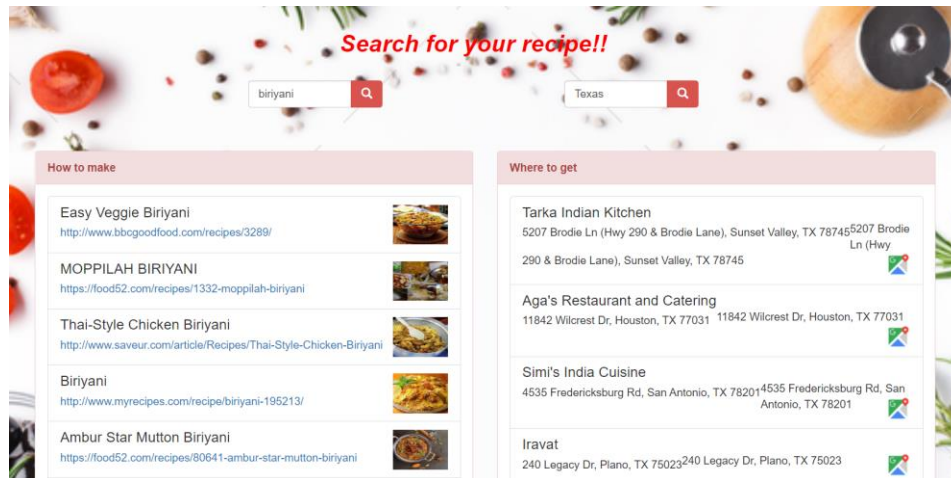 Search for your recipe!!
biriyani
Texas
How to make
Easy Veggie Biriyani
http://www.bbcgoodfood.com/recipes/3289/
MOPPILAH BIRIYANI
https://food52.com/recipes/1332-moppilah-biriyani
Thai-Style Chicken Biriyani
http://www.saveur.com/article/Recipes/Thai-Style-Chicken-Biriyani
Biriyani
http://www.myrecipes.com/recipe/biriyani-195213/
Ambur Star Mutton Biriyani
https://food52.com/recipes/80641-ambur-star-mutton-biriyani
Where to get
Tarka Indian Kitchen
5207 Brodie Ln (Hwy 290 & Brodie Lane), Sunset Valley, TX 78745
5207 Brodie
Ln (Hwy
290 & Brodie Lane), Sunset Valley, TX 78745
Aga's Restaurant and Catering
11842 Wilcrest Dr, Houston, TX 77031
11842 Wilcrest Dr, Houston, TX 77031
Simi's India Cuisine
4535 Fredericksburg Rd, San Antonio, TX 78201
4535 Fredericksburg Rd, San
Antonio, TX 78201
Iravat
240 Legacy Dr, Plano, TX 75023
240 Legacy Dr, Plano, TX 75023